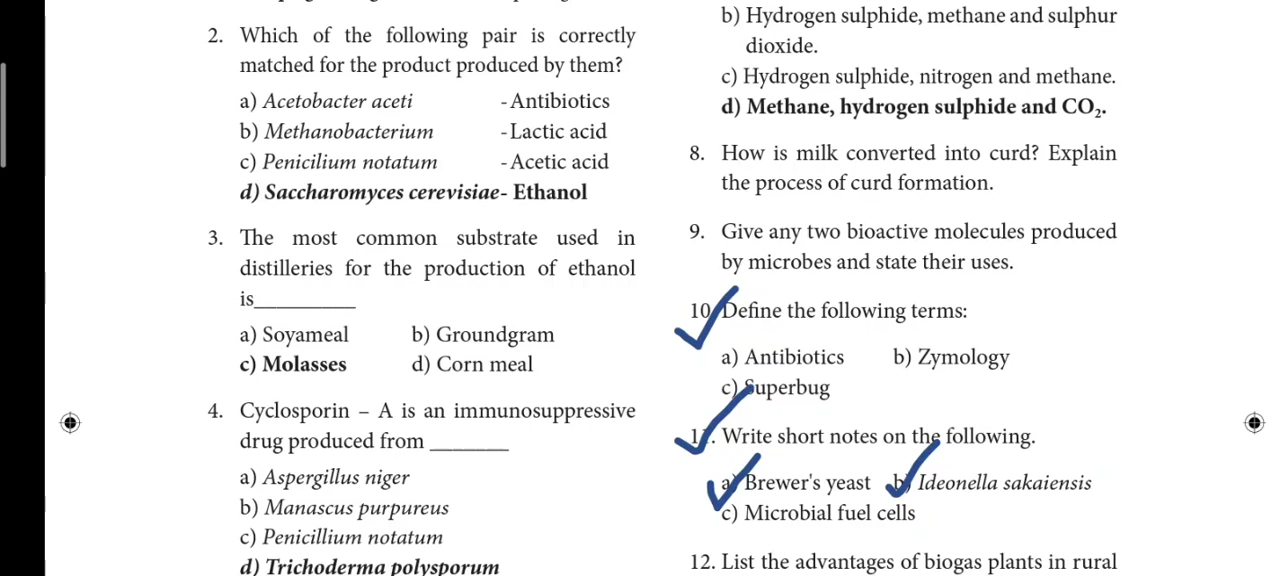 2. Which of the following pair is correctly
matched for the product produced by them?
a) Acetobacter aceti - Antibiotics
b) Methanobacterium - Lactic acid
c) Penicilium notatum - Acetic acid
d) Saccharomyces cerevisiae- Ethanol
3. The most common substrate used in
distilleries for the production of ethanol
is_________
a) Soyameal b) Groundgram
c) Molasses d) Corn meal
4. Cyclosporin – A is an immunosuppressive
drug produced from _______
a) Aspergillus niger
b) Manascus purpureus
c) Penicillium notatum
d) Trichoderma polysporum
b) Hydrogen sulphide, methane and sulphur
dioxide.
c) Hydrogen sulphide, nitrogen and methane.
d) Methane, hydrogen sulphide and CO₂.
8. How is milk converted into curd? Explain
the process of curd formation.
9. Give any two bioactive molecules produced
by microbes and state their uses.
10. Define the following terms:
a) Antibiotics b) Zymology
c) Superbug
11. Write short notes on the following.
a) Brewer's yeast b) Ideonella sakaiensis
c) Microbial fuel cells
12. List the advantages of biogas plants in rural